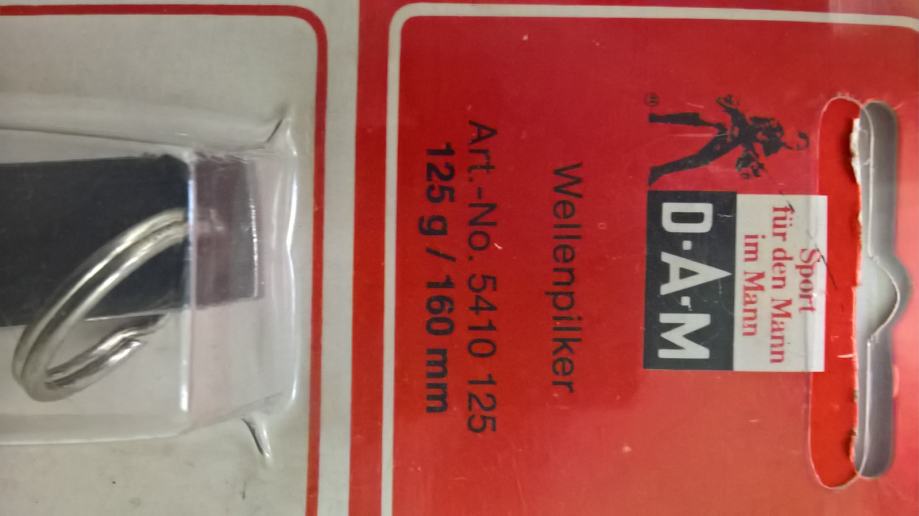 Sport
für den Mann
im Mann
D·A·M
®
Wellenpilker
Art.-No. 5410 125
125 g / 160 mm